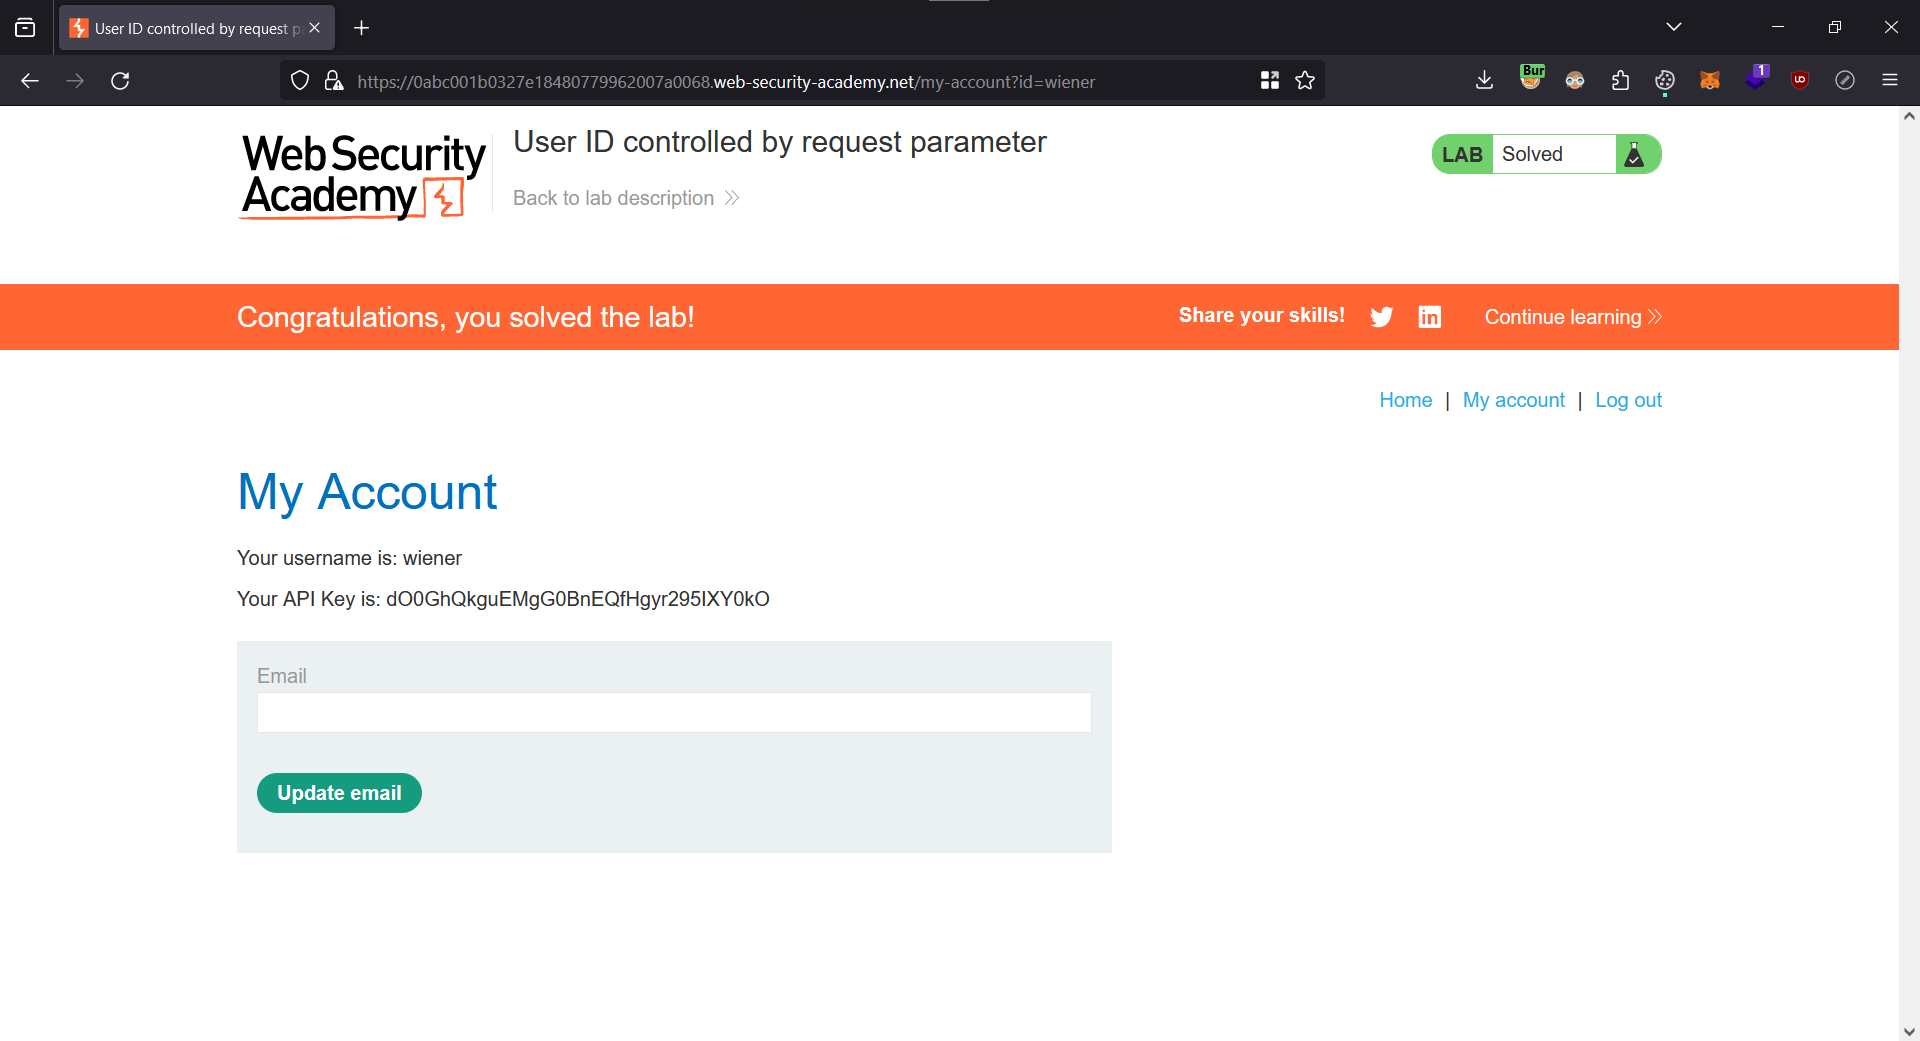 User ID controlled by request p
Bur
1
https://0abc001b0327e18480779962007a0068.web-security-academy.net/my-account?id=wiener
WebSecurity
Academy
User ID controlled by request parameter
Back to lab description
LAB Solved
Congratulations, you solved the lab!
Share your skills!
in
Continue learning
Home | My account | Log out
My Account
Your username is: wiener
Your API Key is: dO0GhQkguEMgG0BnEQfHgyr295IXY0kO
Email
Update email